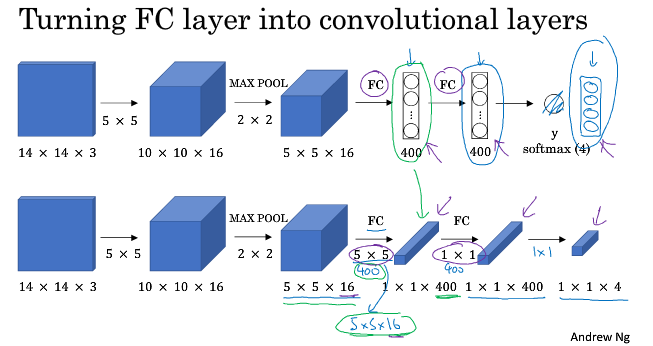 Turning FC layer into convolutional layers
MAX POOL
FC
FC
5 × 5
2 × 2
y
14 × 14 × 3
10 × 10 × 16
5 × 5 × 16
400
400
softmax (4)
MAX POOL
FC
FC
5 × 5
2 × 2
5 × 5
1 × 1
1×1
400
400
14 × 14 × 3
10 × 10 × 16
5 × 5 × 16
1 × 1 × 400
1 × 1 × 400
1 × 1 × 4
5×5×16
Andrew Ng